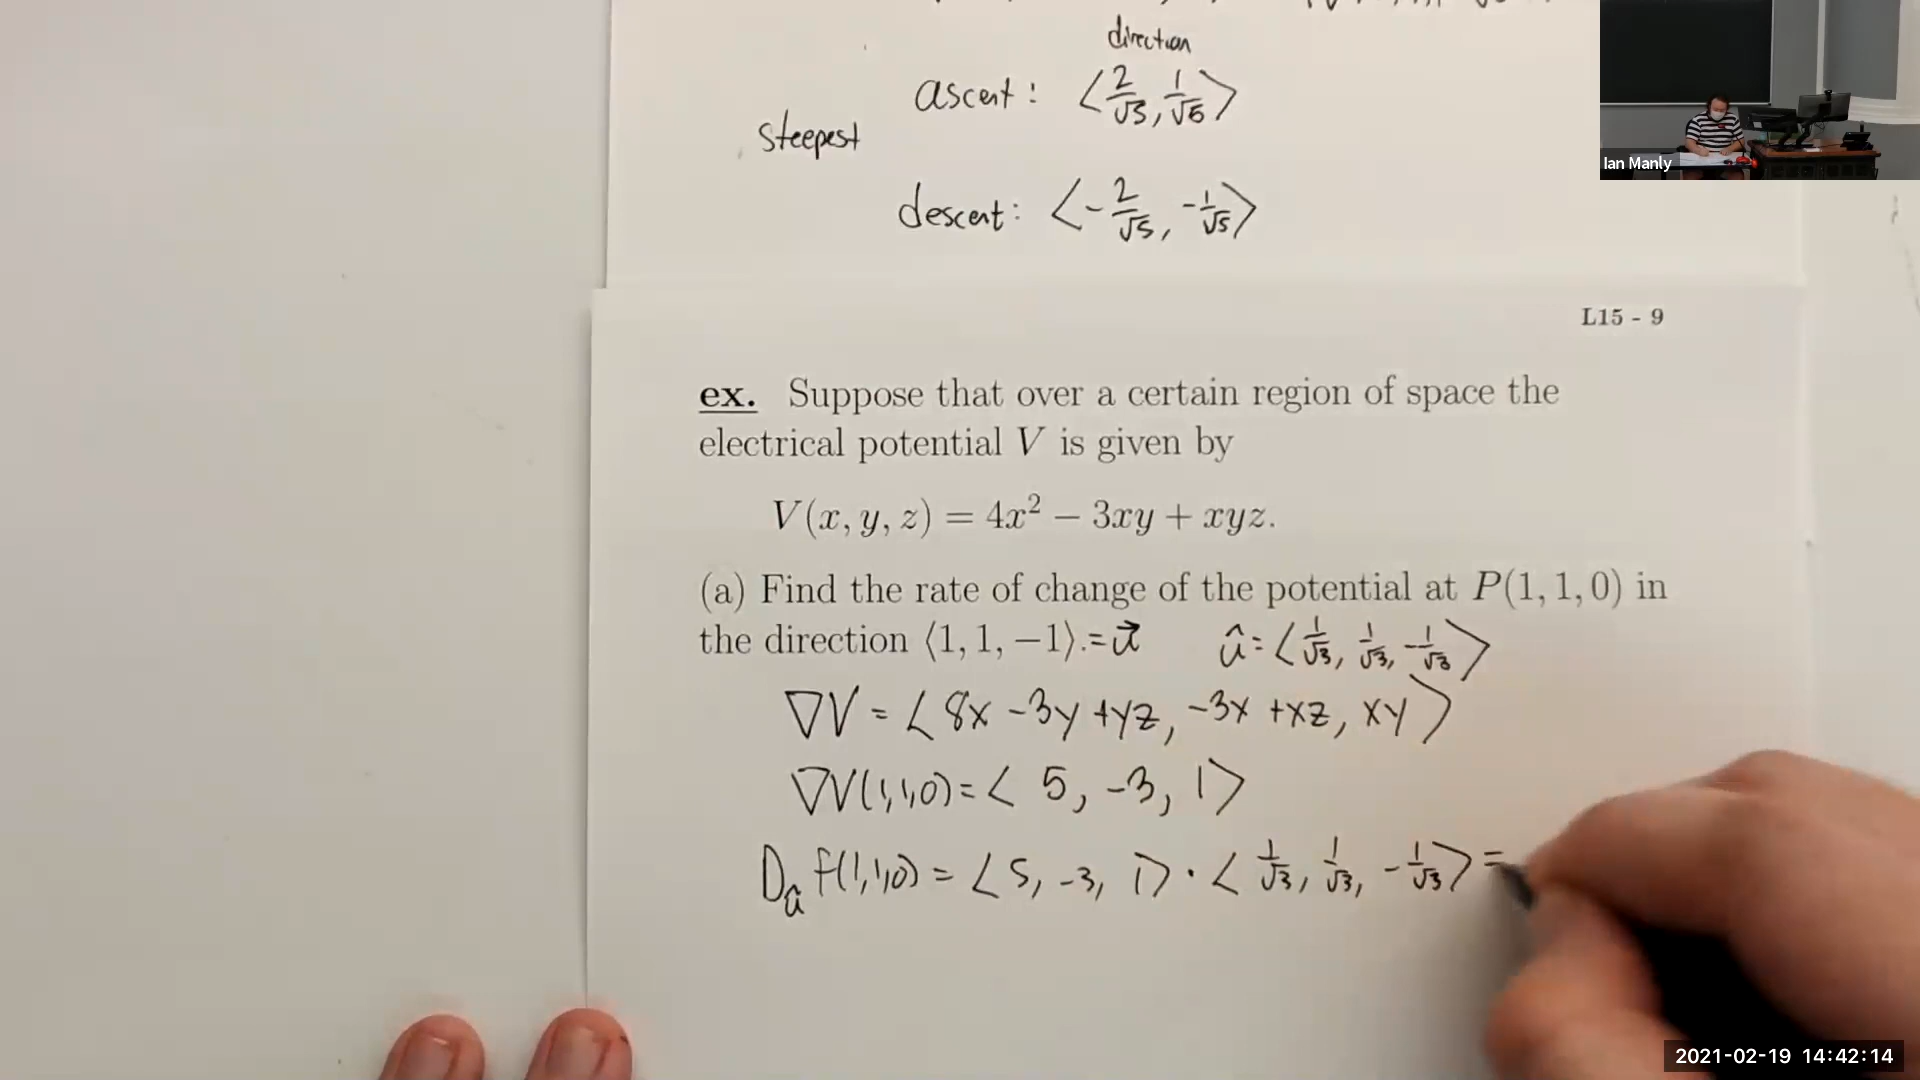 direction
ascent: ⟨2/√5, 1/√5⟩
steepest
descent: ⟨-2/√5, -1/√5⟩
Ian Manly
L15 - 9
ex. Suppose that over a certain region of space the
electrical potential V is given by
V(x, y, z) = 4x² − 3xy + xyz.
(a) Find the rate of change of the potential at P(1, 1, 0) in
the direction ⟨1, 1, −1⟩. = u⃗ û = ⟨1/√3, 1/√3, -1/√3⟩
∇V = ⟨8x -3y +yz, -3x +xz, xy⟩
∇V(1,1,0) = ⟨5, -3, 1⟩
D_û f(1,1,0) = ⟨5, -3, 1⟩ · ⟨1/√3, 1/√3, -1/√3⟩ =
2021-02-19 14:42:14